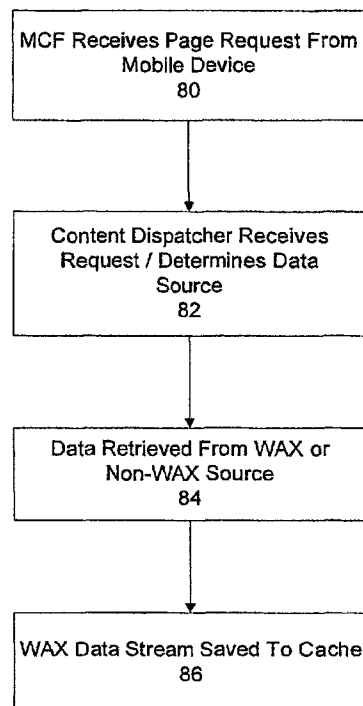 MCF Receives Page Request From
Mobile Device
80
Content Dispatcher Receives
Request / Determines Data
Source
82
Data Retrieved From WAX or
Non-WAX Source
84
WAX Data Stream Saved To Cache
86